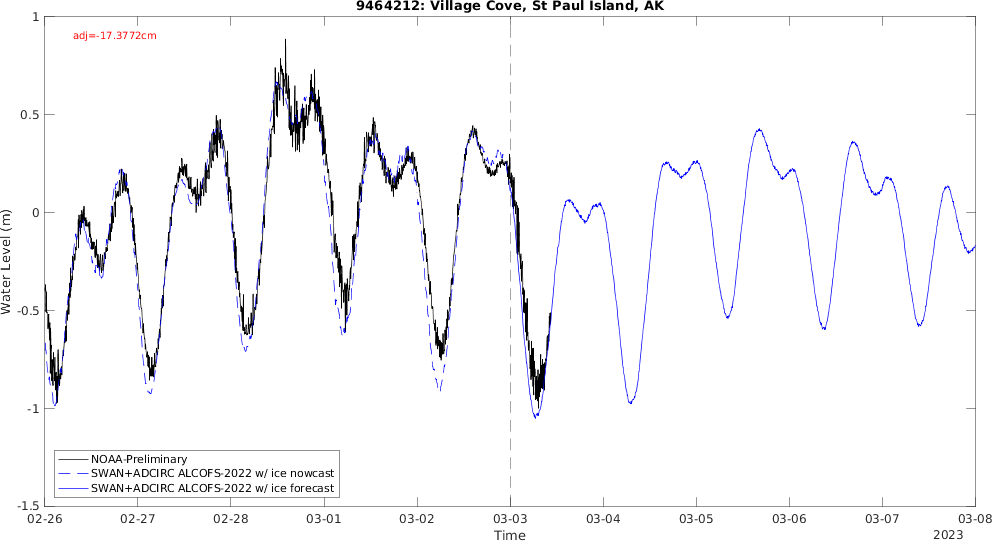 9464212: Village Cove, St Paul Island, AK
adj=-17.3772cm
1
0.5
0
-0.5
-1
-1.5
Water Level (m)
NOAA-Preliminary
SWAN+ADCIRC ALCOFS-2022 w/ ice nowcast
SWAN+ADCIRC ALCOFS-2022 w/ ice forecast
02-26 02-27 02-28 03-01 03-02 03-03 03-04 03-05 03-06 03-07 03-08
Time
2023